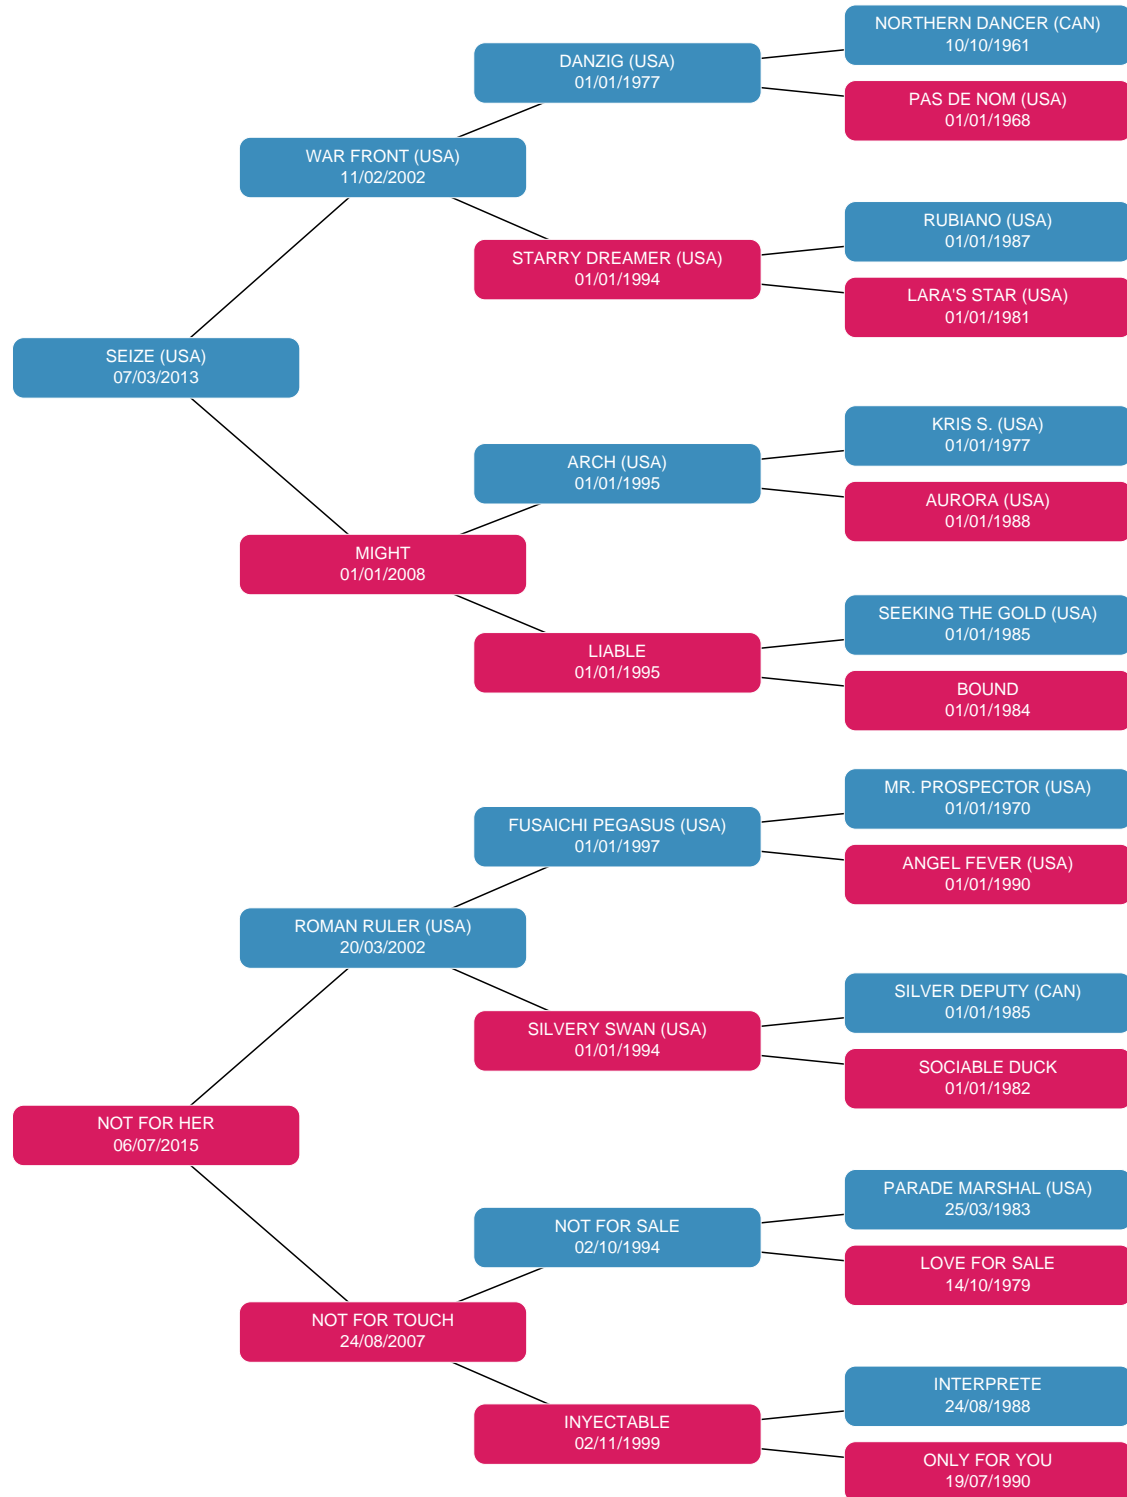 NORTHERN DANCER (CAN)
10/10/1961
DANZIG (USA)
01/01/1977
PAS DE NOM (USA)
01/01/1968
WAR FRONT (USA)
11/02/2002
RUBIANO (USA)
01/01/1987
STARRY DREAMER (USA)
01/01/1994
LARA'S STAR (USA)
01/01/1981
SEIZE (USA)
07/03/2013
KRIS S. (USA)
01/01/1977
ARCH (USA)
01/01/1995
AURORA (USA)
01/01/1988
MIGHT
01/01/2008
SEEKING THE GOLD (USA)
01/01/1985
LIABLE
01/01/1995
BOUND
01/01/1984
MR. PROSPECTOR (USA)
01/01/1970
FUSAICHI PEGASUS (USA)
01/01/1997
ANGEL FEVER (USA)
01/01/1990
ROMAN RULER (USA)
20/03/2002
SILVER DEPUTY (CAN)
01/01/1985
SILVERY SWAN (USA)
01/01/1994
SOCIABLE DUCK
01/01/1982
NOT FOR HER
06/07/2015
PARADE MARSHAL (USA)
25/03/1983
NOT FOR SALE
02/10/1994
LOVE FOR SALE
14/10/1979
NOT FOR TOUCH
24/08/2007
INTERPRETE
24/08/1988
INYECTABLE
02/11/1999
ONLY FOR YOU
19/07/1990